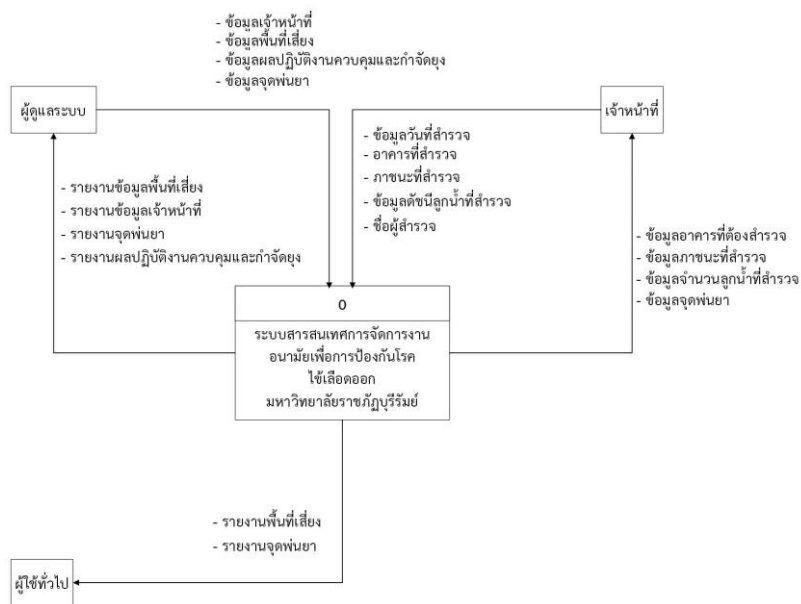 - ข้อมูลเจ้าหน้าที่
- ข้อมูลพื้นที่เสี่ยง
- ข้อมูลผลปฏิบัติงานควบคุมและกำจัดยุง
- ข้อมูลจุดพ่นยา
ผู้ดูแลระบบ
เจ้าหน้าที่
- ข้อมูลวันที่สำรวจ
- อาคารที่สำรวจ
- ภาชนะที่สำรวจ
- ข้อมูลดัชนีลูกน้ำที่สำรวจ
- ชื่อผู้สำรวจ
- รายงานข้อมูลพื้นที่เสี่ยง
- รายงานข้อมูลเจ้าหน้าที่
- รายงานจุดพ่นยา
- รายงานผลปฏิบัติงานควบคุมและกำจัดยุง
- ข้อมูลอาคารที่ต้องสำรวจ
- ข้อมูลภาชนะที่สำรวจ
- ข้อมูลจำนวนลูกน้ำที่สำรวจ
- ข้อมูลจุดพ่นยา
0
ระบบสารสนเทศการจัดการงาน
อนามัยเพื่อการป้องกันโรค
ไข้เลือดออก
มหาวิทยาลัยราชภัฏบุรีรัมย์
- รายงานพื้นที่เสี่ยง
- รายงานจุดพ่นยา
ผู้ใช้ทั่วไป